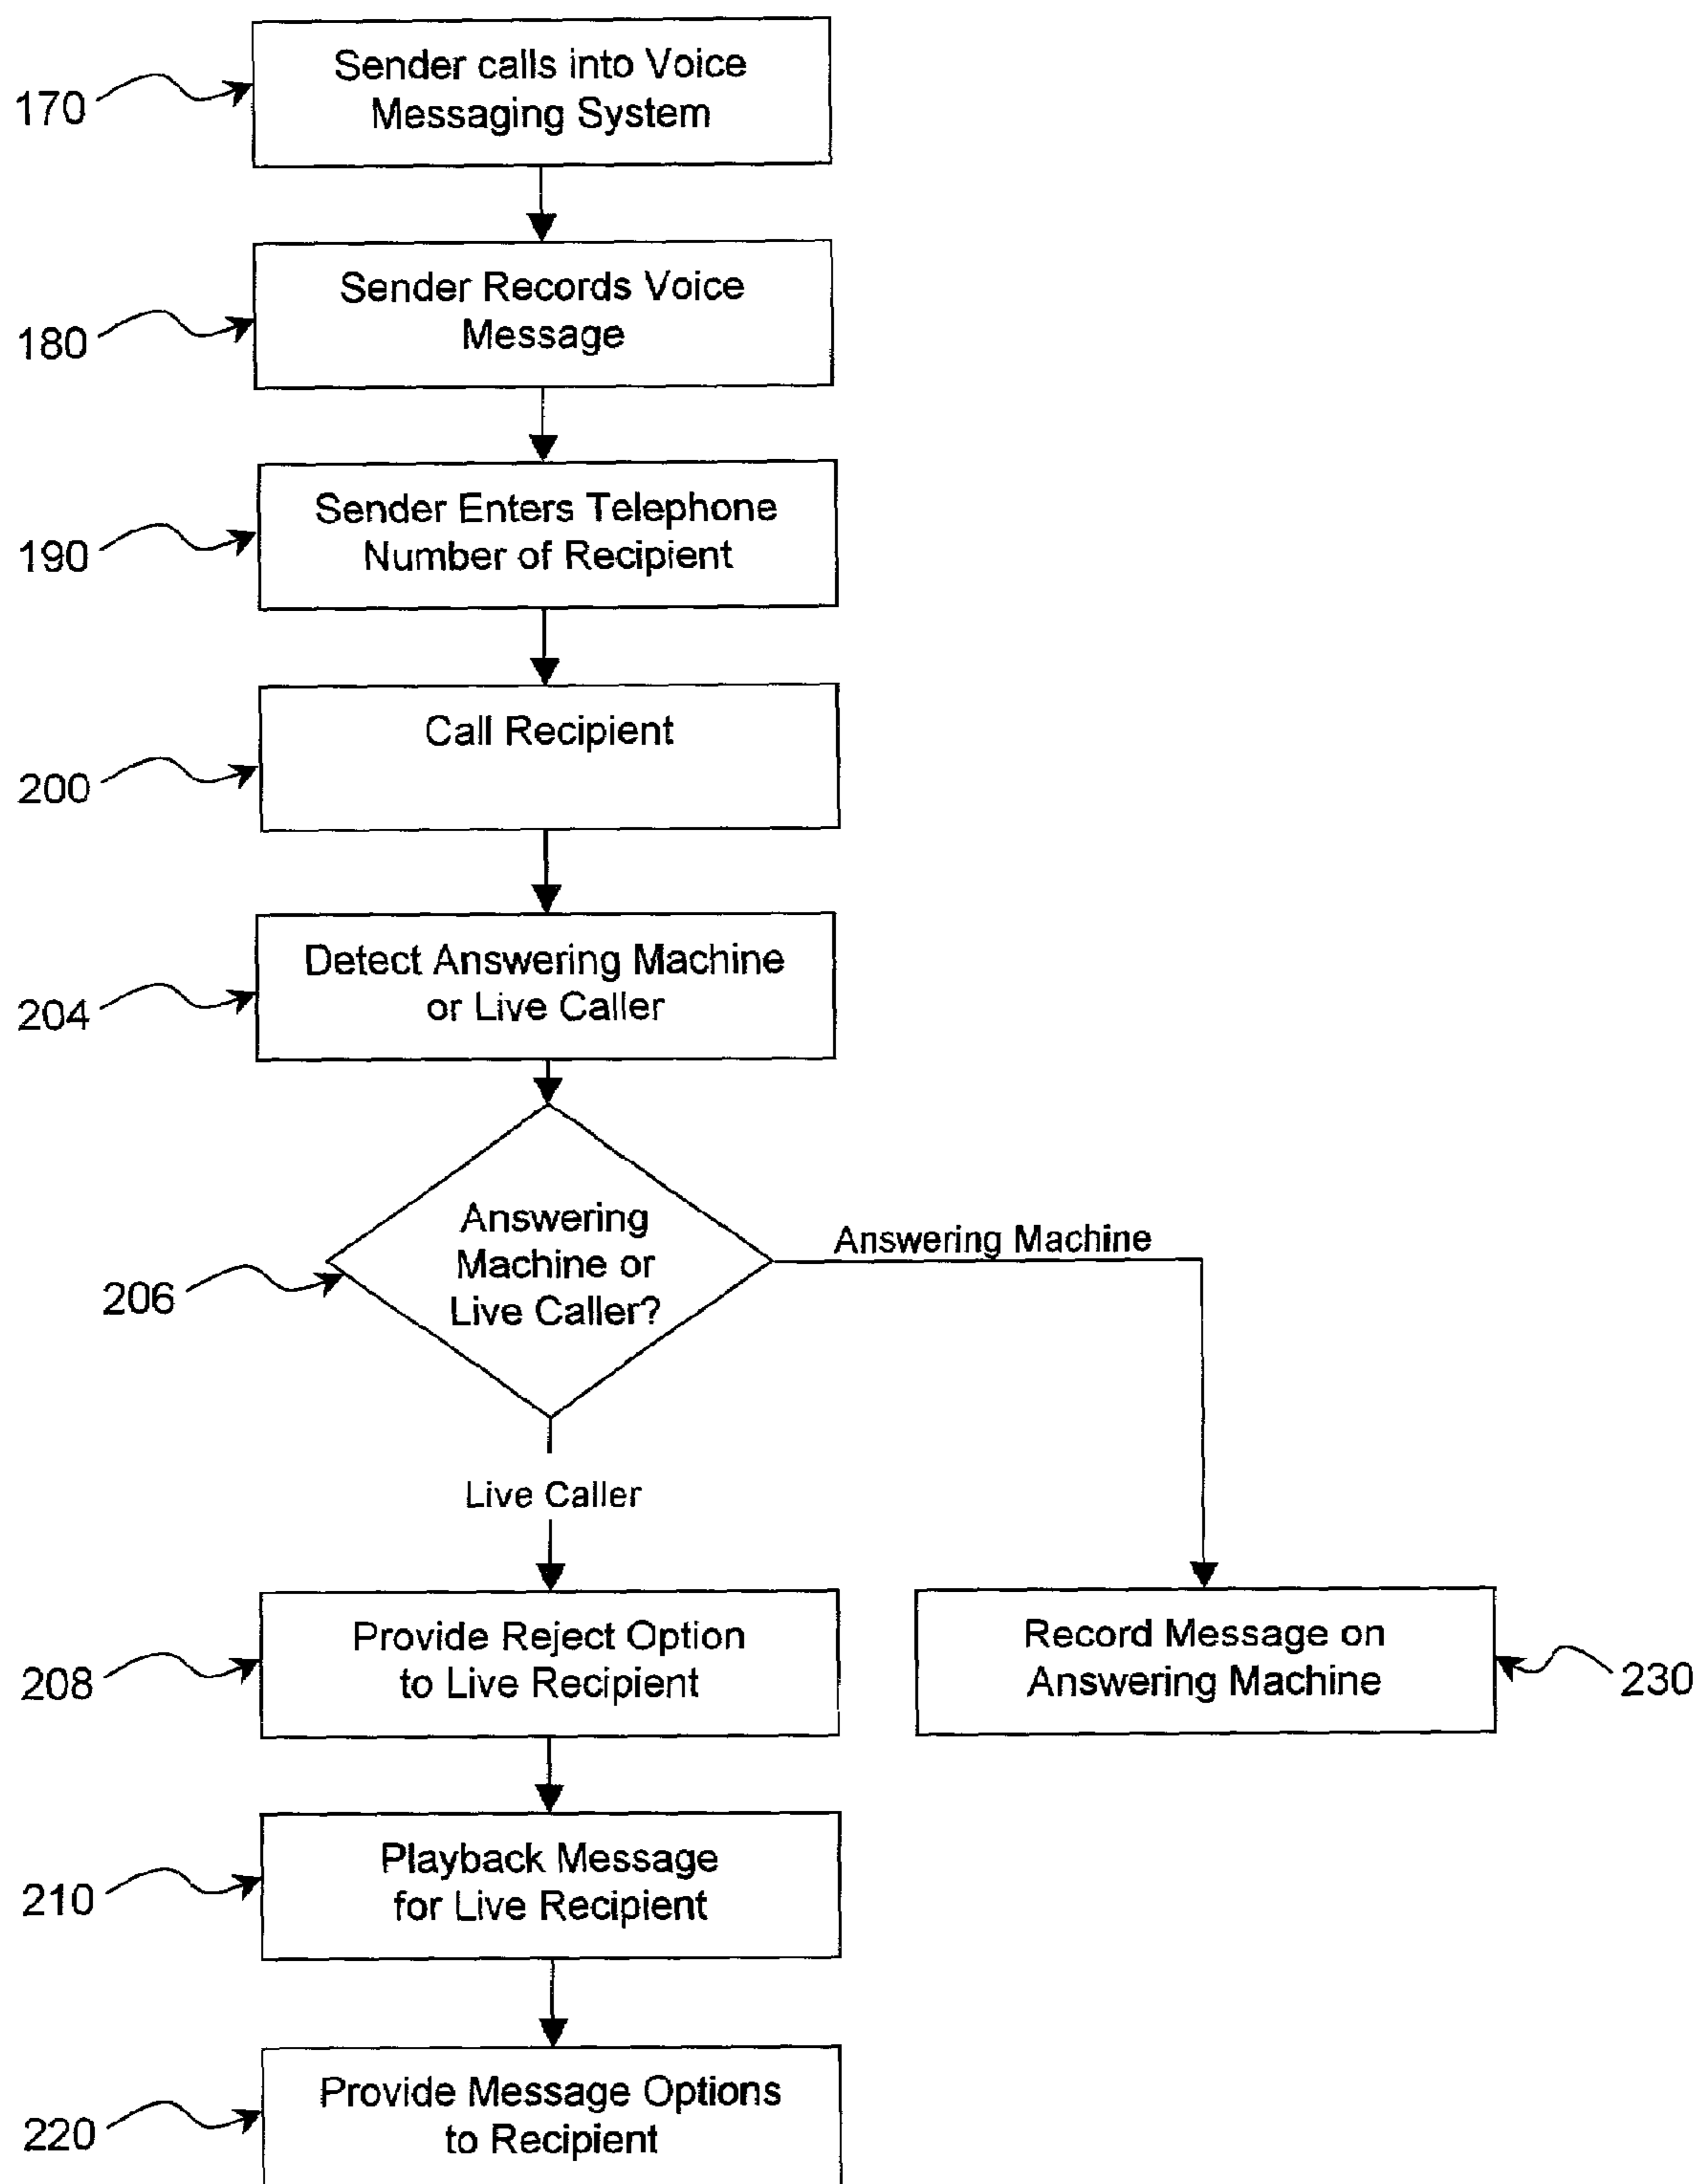 170
Sender calls into Voice
Messaging System
180
Sender Records Voice
Message
190
Sender Enters Telephone
Number of Recipient
200
Call Recipient
204
Detect Answering Machine
or Live Caller
206
Answering
Machine or
Live Caller?
Answering Machine
Live Caller
208
Provide Reject Option
to Live Recipient
Record Message on
Answering Machine
230
210
Playback Message
for Live Recipient
220
Provide Message Options
to Recipient